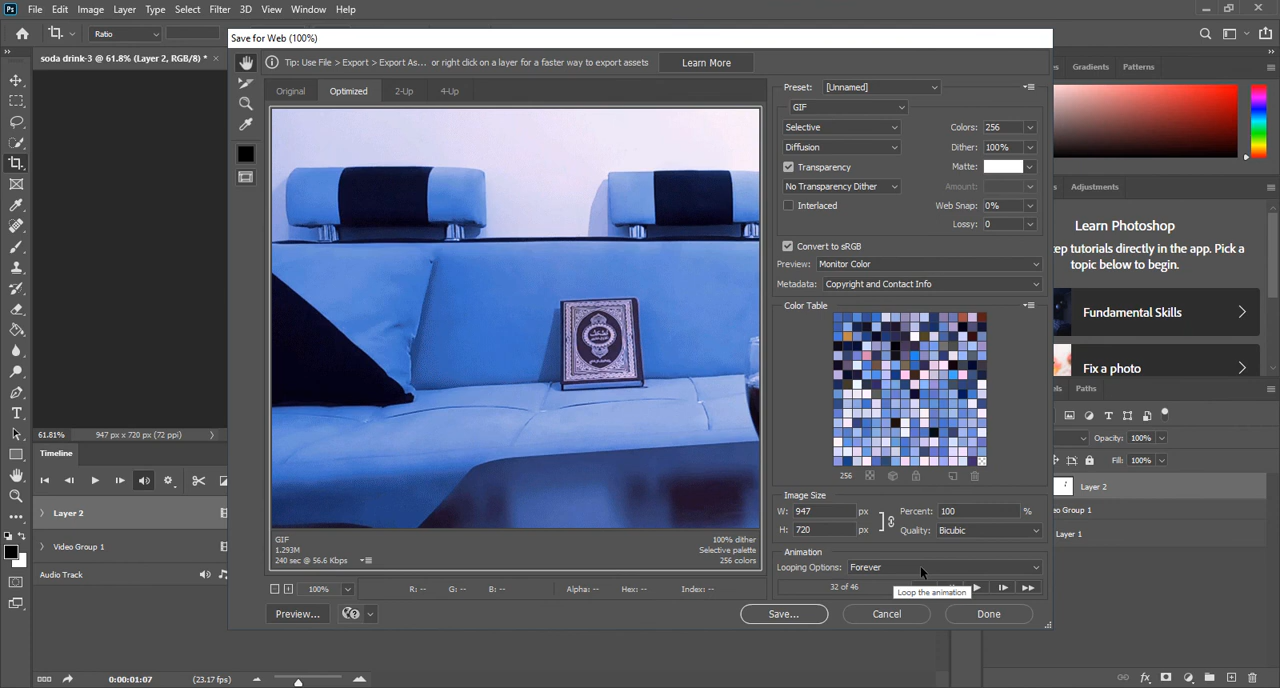 Ps File Edit Image Layer Type Select Filter 3D View Window Help
Ratio
soda drink-3 @ 61.8% (Layer 2, RGB/8) *
Save for Web (100%)
Tip: Use File > Export > Export As... or right click on a layer for a faster way to export assets Learn More
Original Optimized 2-Up 4-Up
Preset: [Unnamed]
GIF
Selective Colors: 256
Diffusion Dither: 100%
Transparency Matte:
No Transparency Dither Amount:
Interlaced Web Snap: 0%
Lossy: 0
Convert to sRGB
Preview: Monitor Color
Metadata: Copyright and Contact Info
Color Table
256
Image Size
W: 947 px Percent: 100 %
H: 720 px Quality: Bicubic
Animation
Looping Options: Forever
32 of 46
Loop the animation
GIF 100% dither
1.293M Selective palette
240 sec @ 56.6 Kbps 256 colors
100% R: -- G: -- B: -- Alpha: -- Hex: -- Index: --
Preview... Save... Cancel Done
Gradients Patterns
Adjustments
Learn Photoshop
tep tutorials directly in the app. Pick a
topic below to begin.
Fundamental Skills
Fix a photo
els Paths
Opacity: 100%
Fill: 100%
Layer 2
eo Group 1
Layer 1
61.81% 947 px x 720 px (72 ppi)
Timeline
Layer 2
Video Group 1
Audio Track
0:00:01:07 (23.17 fps)